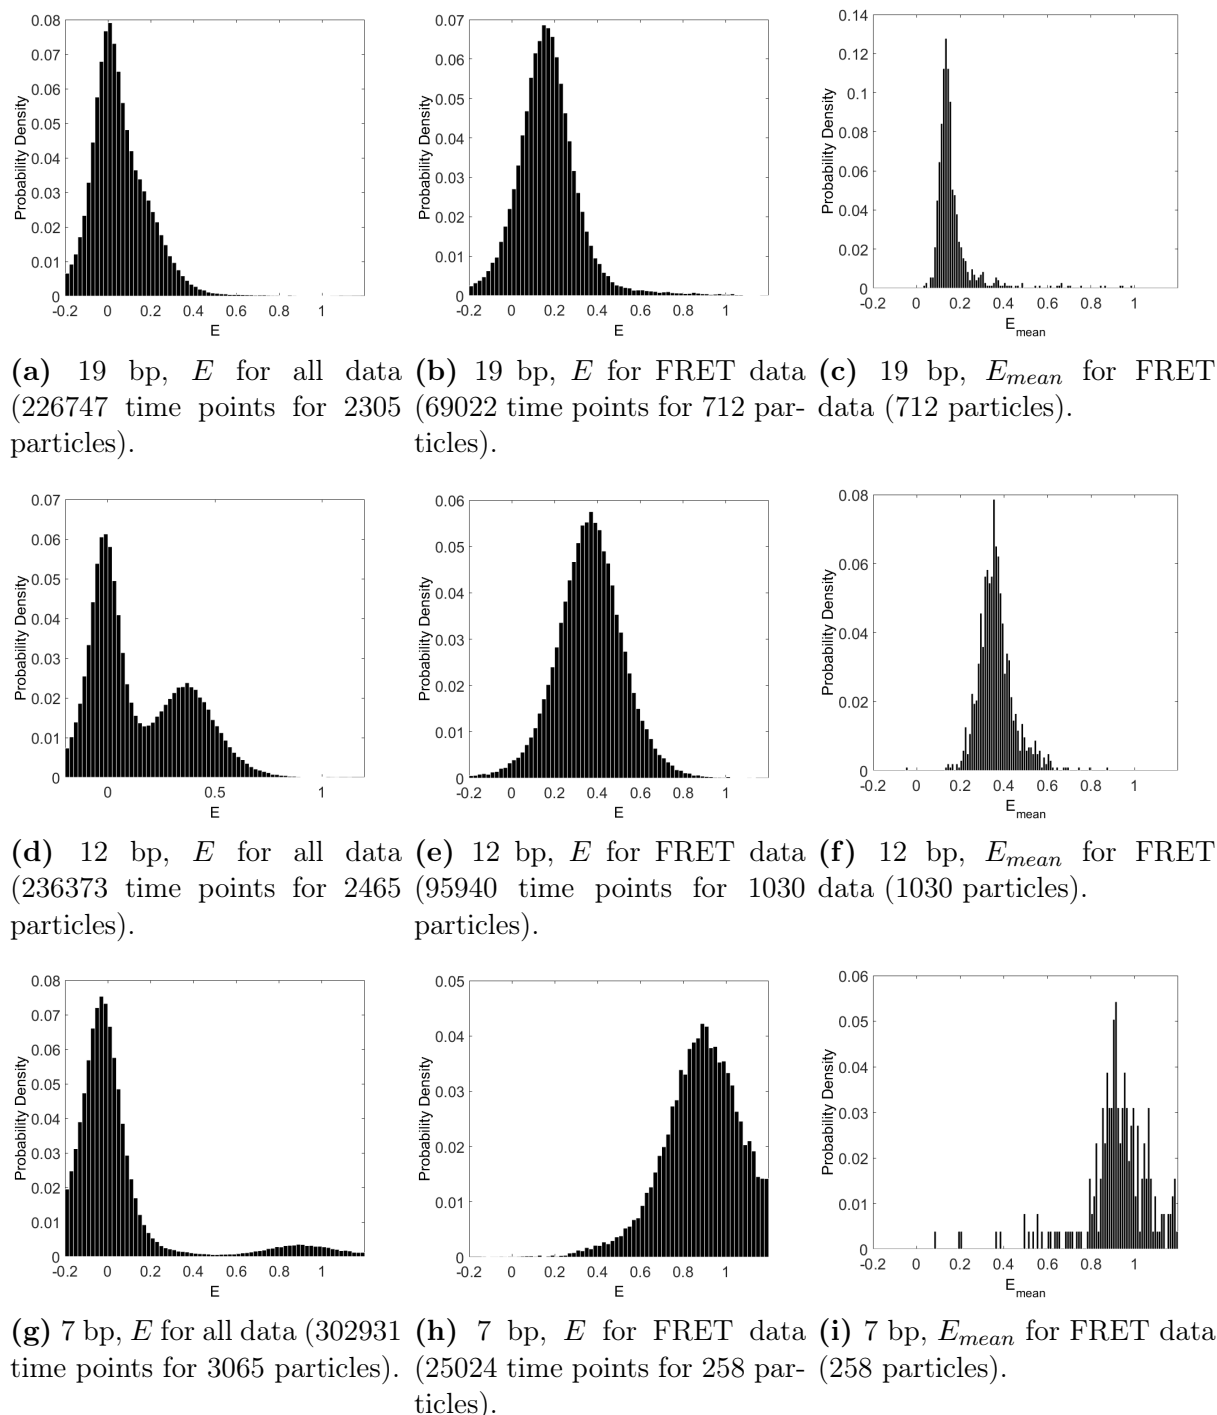 0.08
0.07
0.06
0.05
0.04
0.03
0.02
0.01
0
-0.2 0 0.2 0.4 0.6 0.8 1
Probability Density
E
0.07
0.06
0.05
0.04
0.03
0.02
0.01
0
-0.2 0 0.2 0.4 0.6 0.8 1
Probability Density
E
0.14
0.12
0.1
0.08
0.06
0.04
0.02
0
-0.2 0 0.2 0.4 0.6 0.8 1
Probability Density
E_mean
(a) 19 bp, E for all data
(226747 time points for 2305
particles).
(b) 19 bp, E for FRET data
(69022 time points for 712 par-
ticles).
(c) 19 bp, E_mean for FRET
data (712 particles).
0.07
0.06
0.05
0.04
0.03
0.02
0.01
0
0 0.5 1
Probability Density
E
0.06
0.05
0.04
0.03
0.02
0.01
0
-0.2 0 0.2 0.4 0.6 0.8 1
Probability Density
E
0.08
0.06
0.04
0.02
0
-0.2 0 0.2 0.4 0.6 0.8 1
Probability Density
E_mean
(d) 12 bp, E for all data
(236373 time points for 2465
particles).
(e) 12 bp, E for FRET data
(95940 time points for 1030
particles).
(f) 12 bp, E_mean for FRET
data (1030 particles).
0.08
0.07
0.06
0.05
0.04
0.03
0.02
0.01
0
-0.2 0 0.2 0.4 0.6 0.8 1
Probability Density
E
0.05
0.04
0.03
0.02
0.01
0
-0.2 0 0.2 0.4 0.6 0.8 1
Probability Density
E
0.06
0.05
0.04
0.03
0.02
0.01
0
-0.2 0 0.2 0.4 0.6 0.8 1
Probability Density
E_mean
(g) 7 bp, E for all data (302931
time points for 3065 particles).
(h) 7 bp, E for FRET data
(25024 time points for 258 par-
ticles).
(i) 7 bp, E_mean for FRET data
(258 particles).